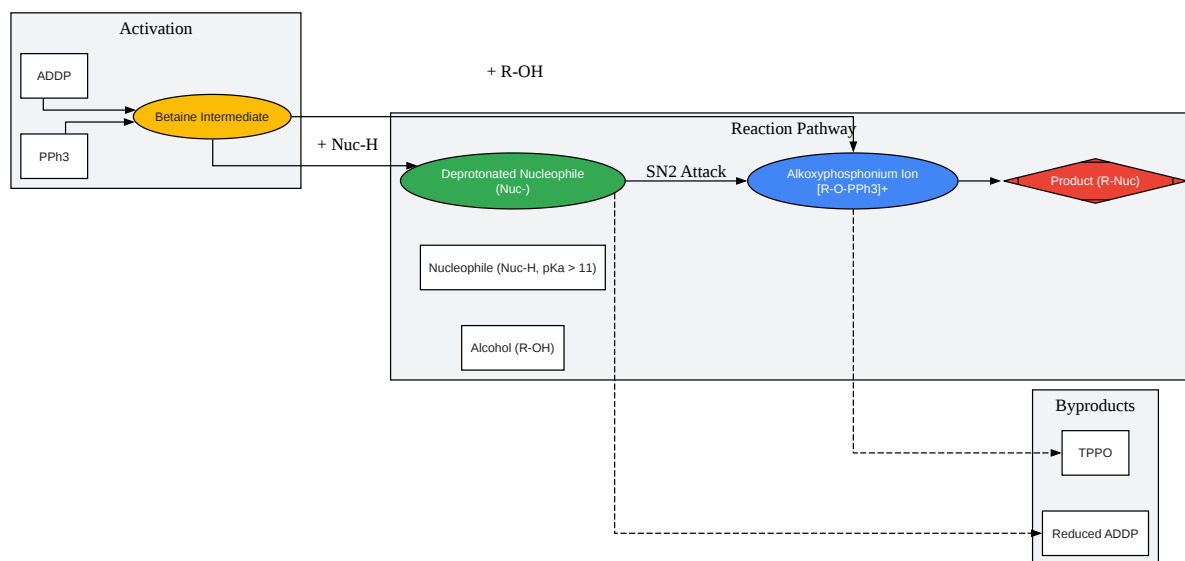 Activation
ADDP
PPh3
Betaine Intermediate
+ R-OH
+ Nuc-H
Reaction Pathway
Deprotonated Nucleophile
(Nuc-)
SN2 Attack
Alkoxyphosphonium Ion
[R-O-PPh3]+
Product (R-Nuc)
Nucleophile (Nuc-H, pKa > 11)
Alcohol (R-OH)
Byproducts
TPPO
Reduced ADDP